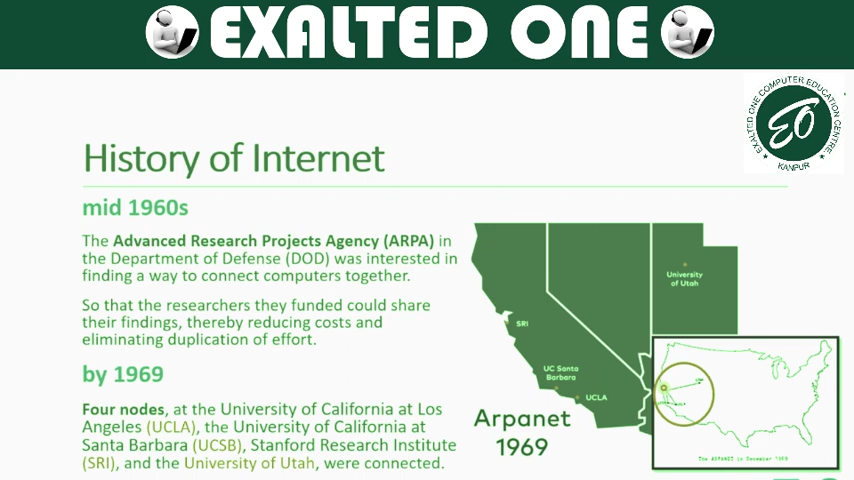 EXALTED ONE
EXALTED ONE COMPUTER EDUCATION CENTRE,
KANPUR
EO
History of Internet
mid 1960s
The Advanced Research Projects Agency (ARPA) in
the Department of Defense (DOD) was interested in
finding a way to connect computers together.
So that the researchers they funded could share
their findings, thereby reducing costs and
eliminating duplication of effort.
by 1969
Four nodes, at the University of California at Los
Angeles (UCLA), the University of California at
Santa Barbara (UCSB), Stanford Research Institute
(SRI), and the University of Utah, were connected.
University
of Utah
SRI
UC Santa
Barbara
UCLA
Arpanet
1969
The ARPANET in December 1969